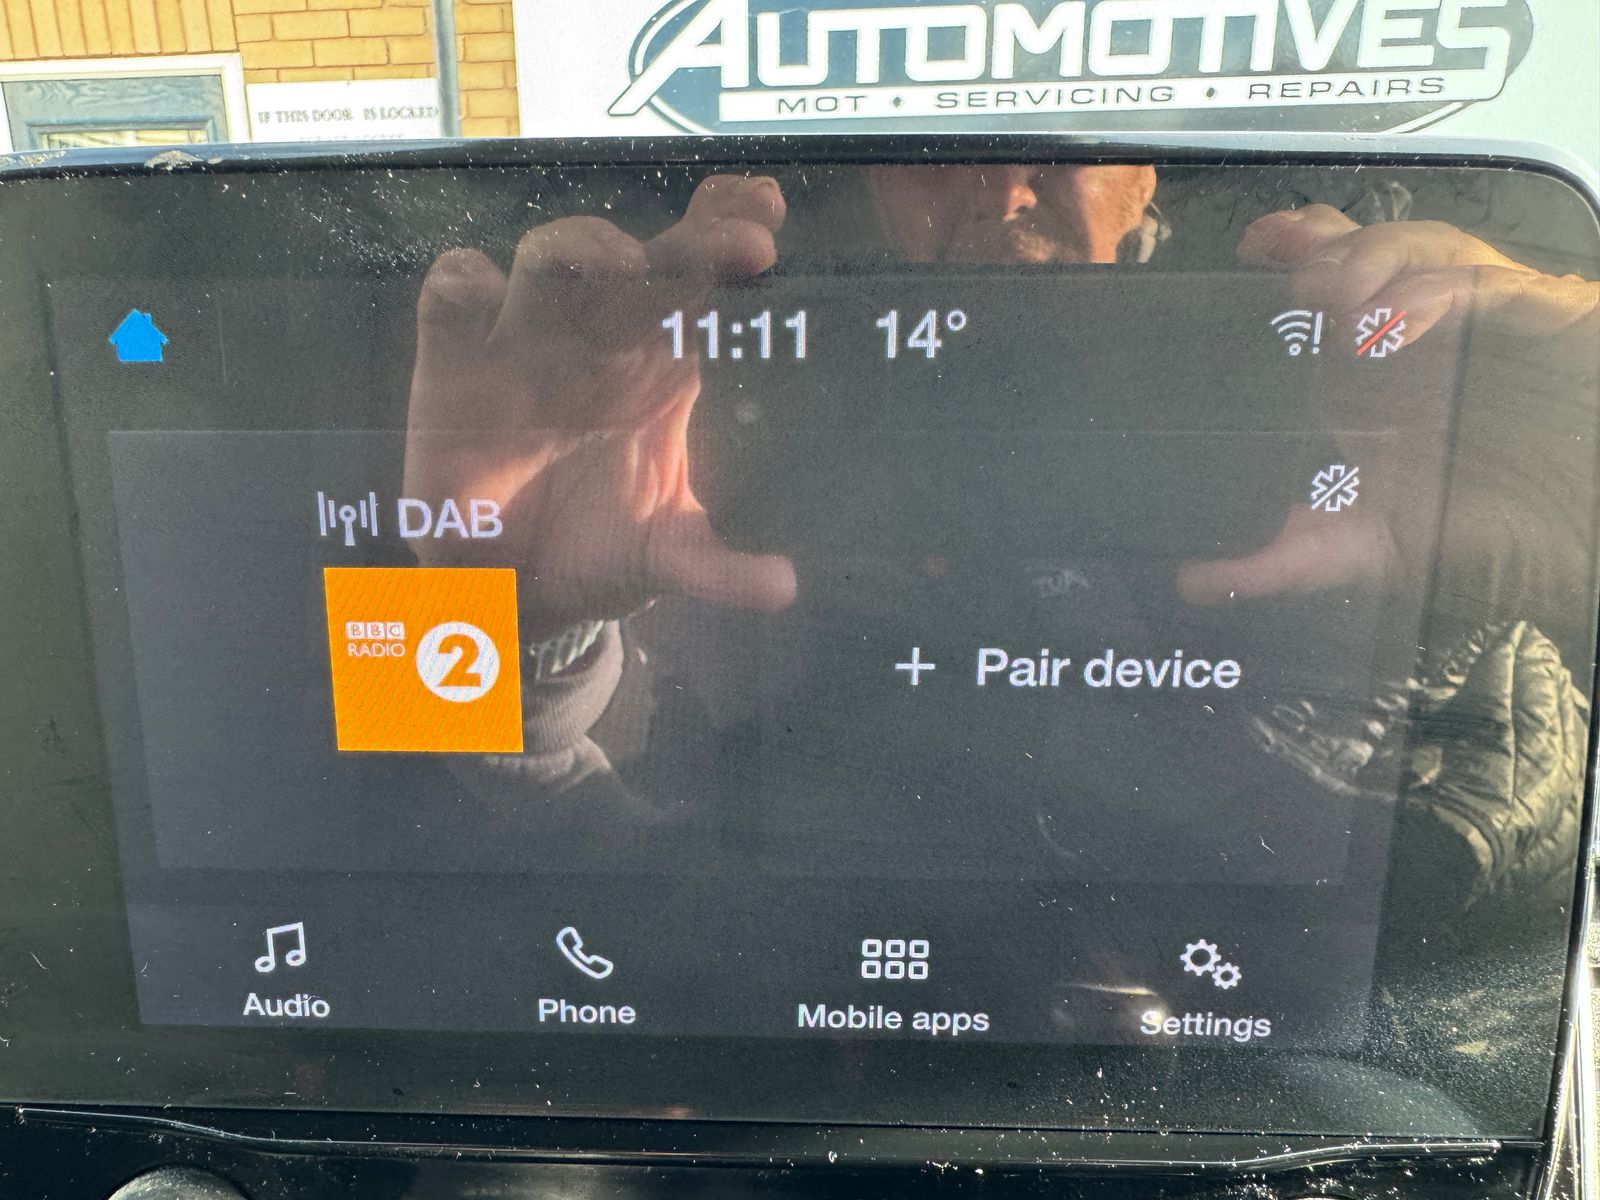 AUTOMOTIVES
MOT • SERVICING • REPAIRS
IF THIS DOOR IS LOCKED
11:11 14°
DAB
BBC
RADIO
2
+ Pair device
Audio
Phone
Mobile apps
Settings